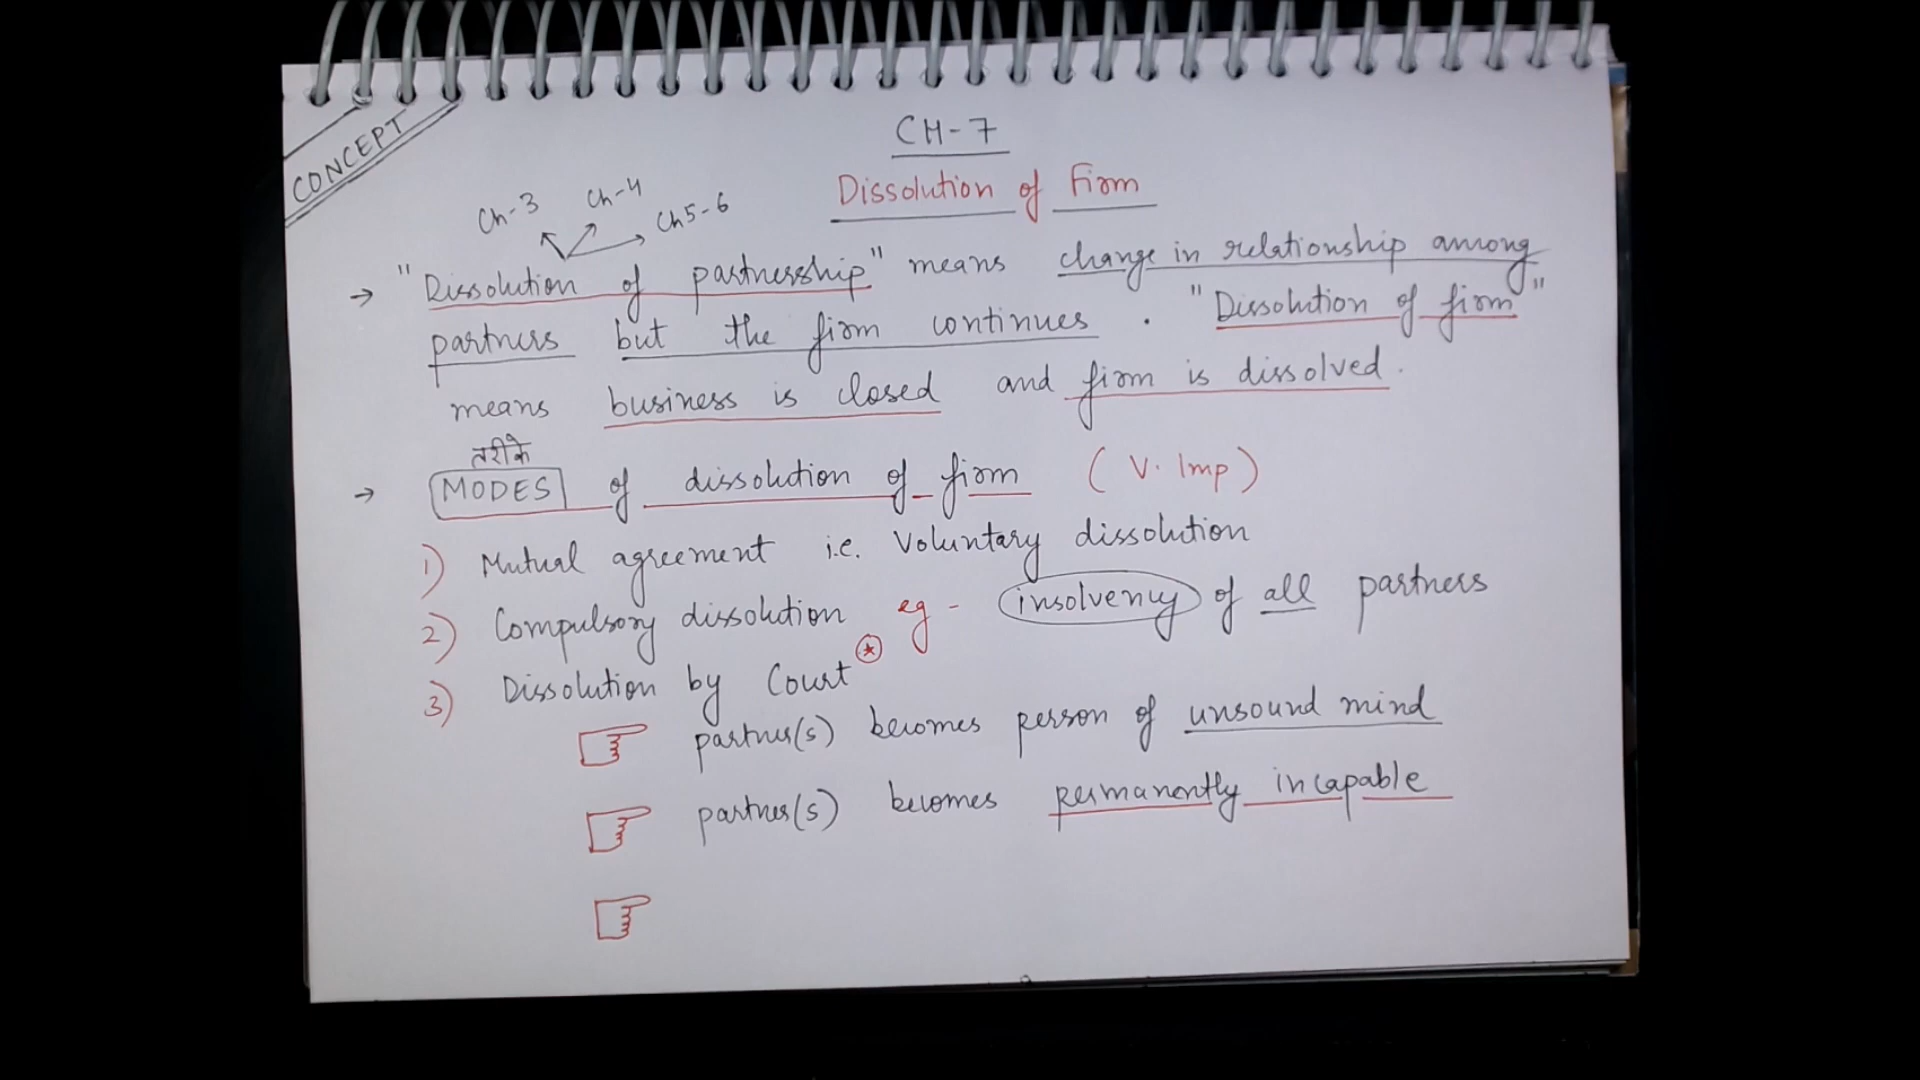 CONCEPT
CH-7
Dissolution of Firm
Ch-3 Ch-4 Ch5-6
→ "Dissolution of partnership" means change in relationship among
partners but the firm continues. "Dissolution of firm"
means business is closed and firm is dissolved.
तरीके
→ MODES of dissolution of firm (V. Imp)
1) Mutual agreement i.e. Voluntary dissolution
2) Compulsory dissolution eg - insolvency of all partners
3) Dissolution by Court
partner(s) becomes person of unsound mind
partner(s) becomes permanently incapable